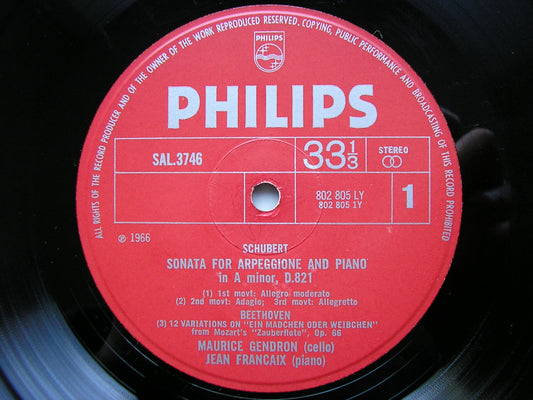 ALL RIGHTS OF THE RECORD PRODUCER AND OF THE OWNER OF THE WORK REPRODUCED RESERVED. COPYING, PUBLIC PERFORMANCE AND BROADCASTING OF THIS RECORD PROHIBITED
PHILIPS
PHILIPS
SAL.3746
33 1/3
STEREO
802 805 LY
802 805 1Y
1
℗ 1966
SCHUBERT
SONATA FOR ARPEGGIONE AND PIANO
in A minor, D.821
(1) 1st movt: Allegro moderato
(2) 2nd movt: Adagio; 3rd movt: Allegretto
BEETHOVEN
(3) 12 VARIATIONS ON "EIN MADCHEN ODER WEIBCHEN"
from Mozart's "Zauberflöte", Op. 66
MAURICE GENDRON (cello)
JEAN FRANCAIX (piano)